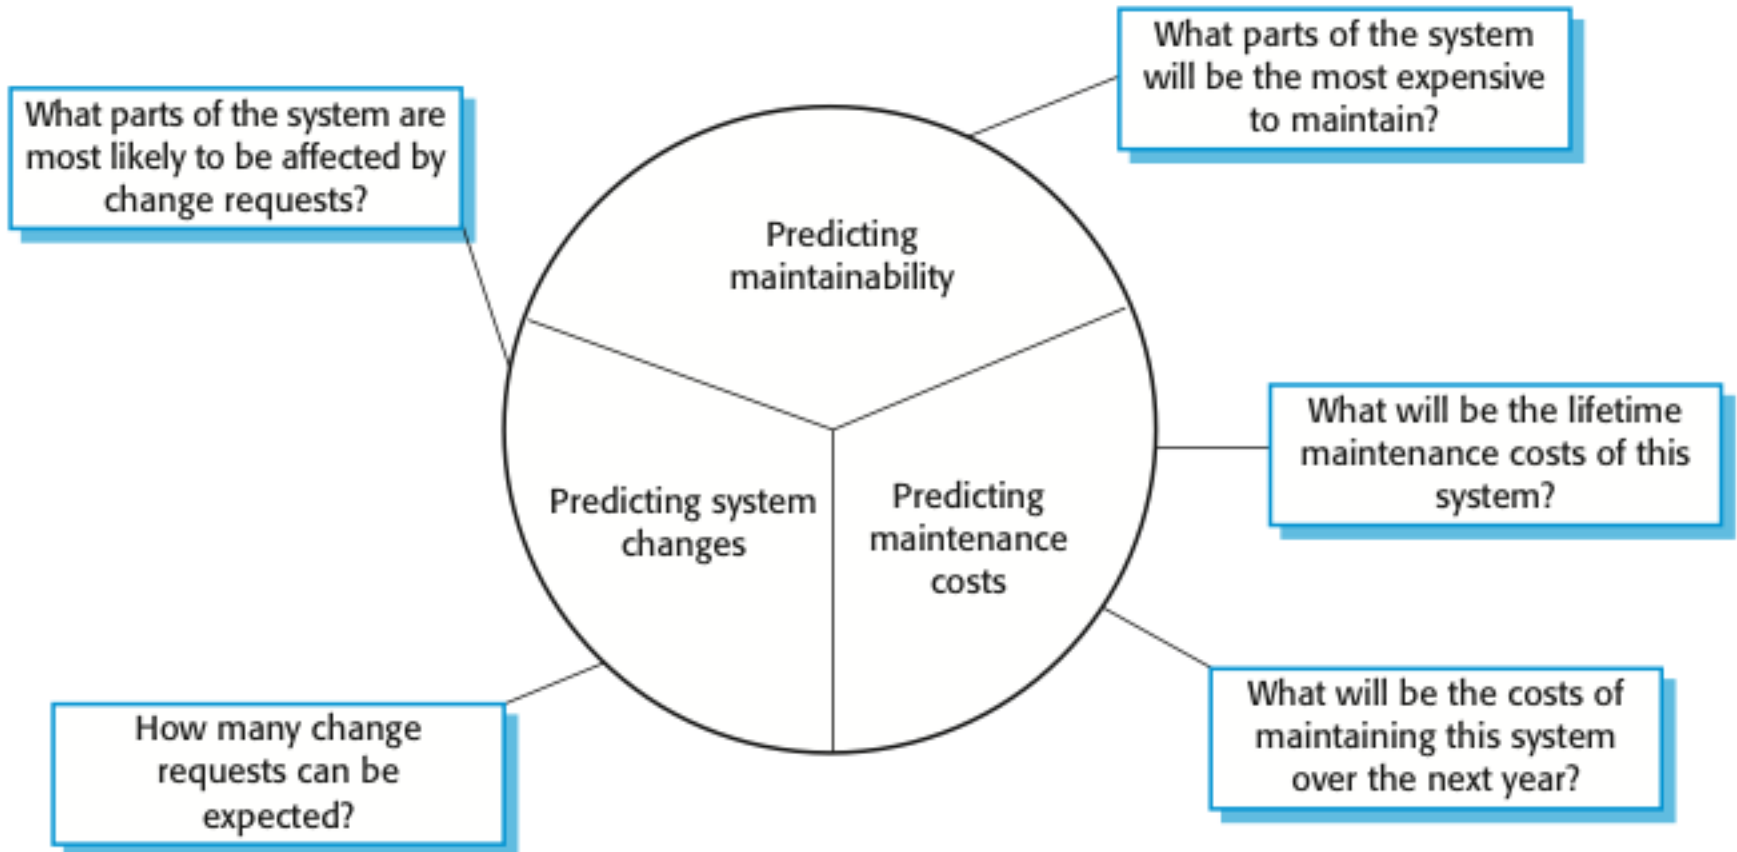 What parts of the system
will be the most expensive
to maintain?
What parts of the system are
most likely to be affected by
change requests?
Predicting
maintainability
What will be the lifetime
maintenance costs of this
system?
Predicting system
changes
Predicting
maintenance
costs
What will be the costs of
maintaining this system
over the next year?
How many change
requests can be
expected?